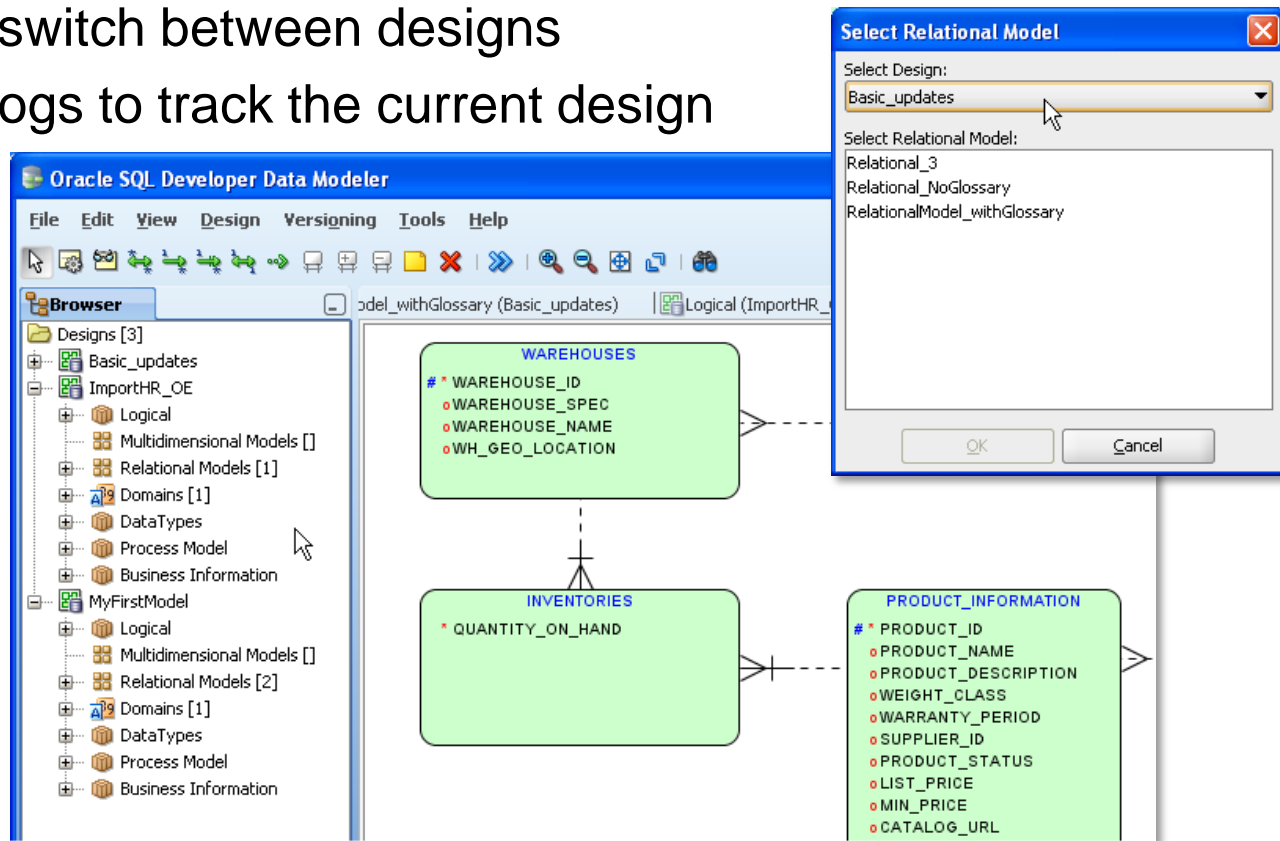 switch between designs
ogs to track the current design
Select Relational Model
Select Design:
Basic_updates
Select Relational Model:
Relational_3
Relational_NoGlossary
RelationalModel_withGlossary
OK Cancel
Oracle SQL Developer Data Modeler
File Edit View Design Versioning Tools Help
Browser
odel_withGlossary (Basic_updates) Logical (ImportHR_
Designs [3]
Basic_updates
ImportHR_OE
Logical
Multidimensional Models []
Relational Models [1]
Domains [1]
DataTypes
Process Model
Business Information
MyFirstModel
Logical
Multidimensional Models []
Relational Models [2]
Domains [1]
DataTypes
Process Model
Business Information
WAREHOUSES
# * WAREHOUSE_ID
o WAREHOUSE_SPEC
o WAREHOUSE_NAME
o WH_GEO_LOCATION
INVENTORIES
* QUANTITY_ON_HAND
PRODUCT_INFORMATION
# * PRODUCT_ID
o PRODUCT_NAME
o PRODUCT_DESCRIPTION
o WEIGHT_CLASS
o WARRANTY_PERIOD
o SUPPLIER_ID
o PRODUCT_STATUS
o LIST_PRICE
o MIN_PRICE
o CATALOG_URL